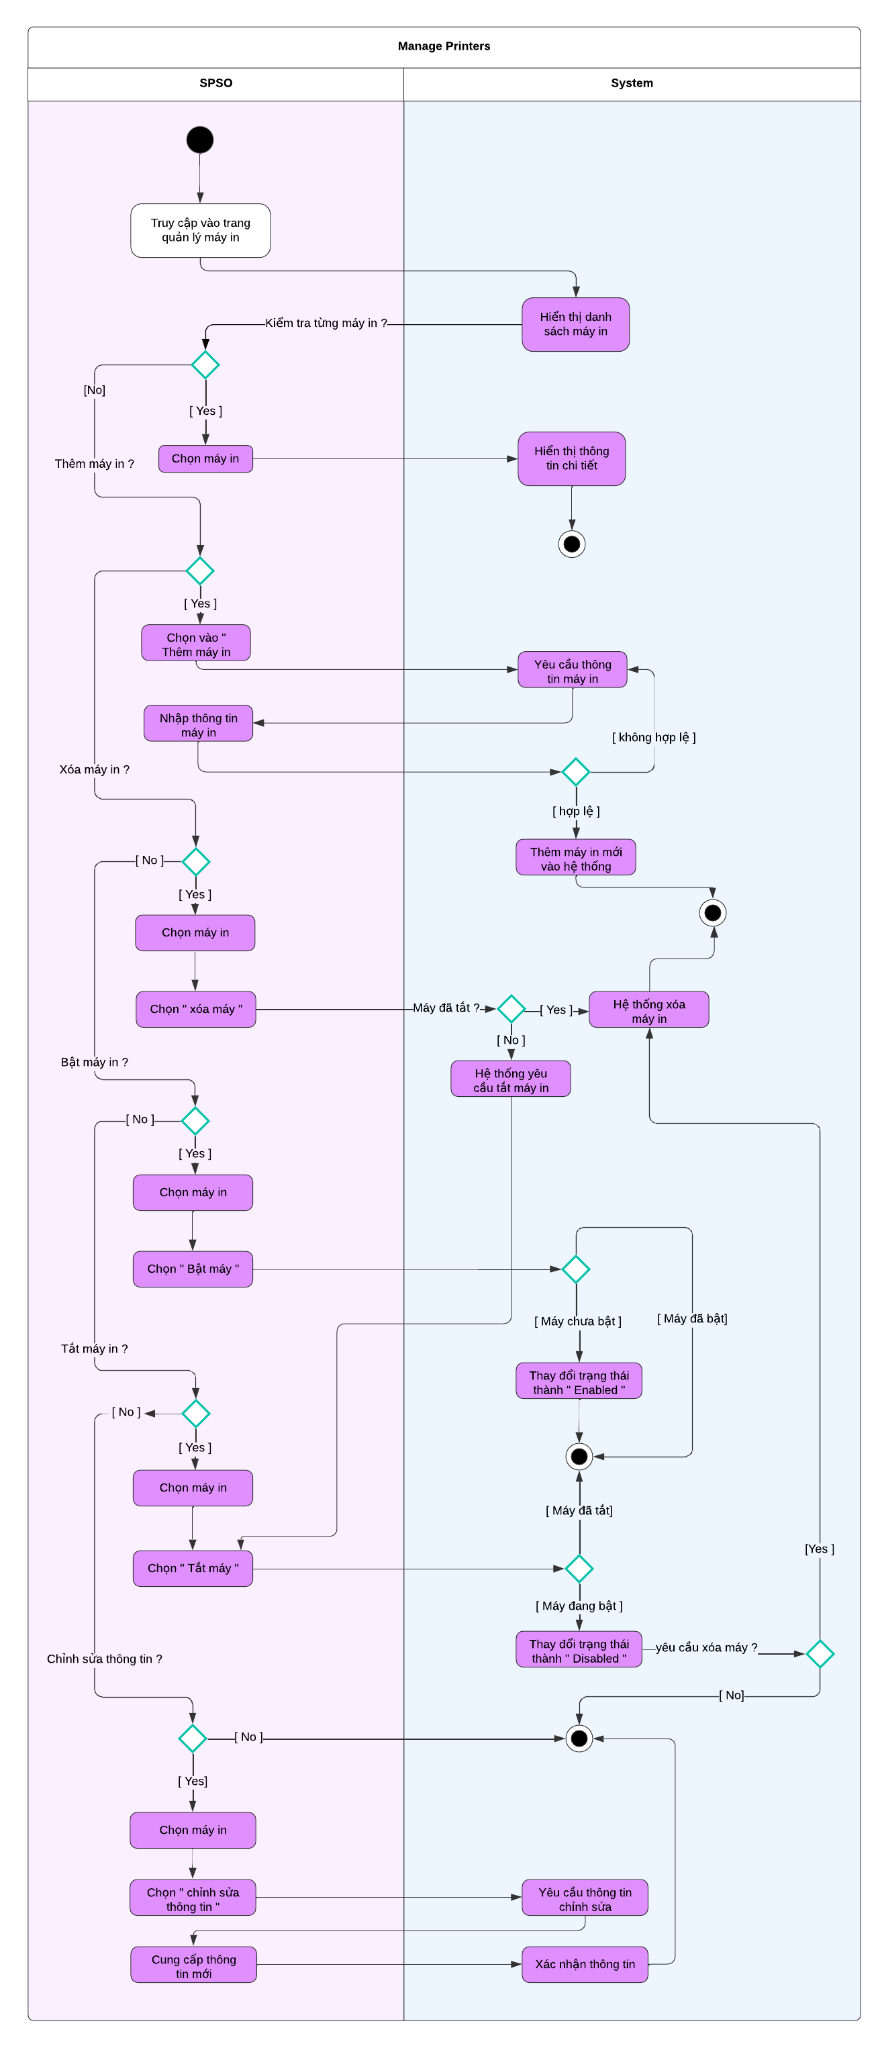 Manage Printers
SPSO
System
Truy cập vào trang
quản lý máy in
Hiển thị danh
sách máy in
Kiểm tra từng máy in ?
[No]
[ Yes ]
Chọn máy in
Hiển thị thông
tin chi tiết
Thêm máy in ?
[ Yes ]
Chọn vào "
Thêm máy in
Yêu cầu thông
tin máy in
Nhập thông tin
máy in
[ không hợp lệ ]
Xóa máy in ?
[ hợp lệ ]
Thêm máy in mới
vào hệ thống
[ No ]
[ Yes ]
Chọn máy in
Chọn " xóa máy "
Máy đã tắt ?
[ Yes ]
Hệ thống xóa
máy in
[ No ]
Hệ thống yêu
cầu tắt máy in
Bật máy in ?
[ No ]
[ Yes ]
Chọn máy in
Chọn " Bật máy "
[ Máy chưa bật ]
[ Máy đã bật]
Tắt máy in ?
Thay đổi trạng thái
thành " Enabled "
[ No ]
[ Yes ]
Chọn máy in
[ Máy đã tắt]
[Yes ]
Chọn " Tắt máy "
[ Máy đang bật ]
Thay đổi trạng thái
thành " Disabled "
yêu cầu xóa máy ?
Chỉnh sửa thông tin ?
[ No]
[ No ]
[ Yes]
Chọn máy in
Chọn " chỉnh sửa
thông tin "
Yêu cầu thông tin
chỉnh sửa
Cung cấp thông
tin mới
Xác nhận thông tin